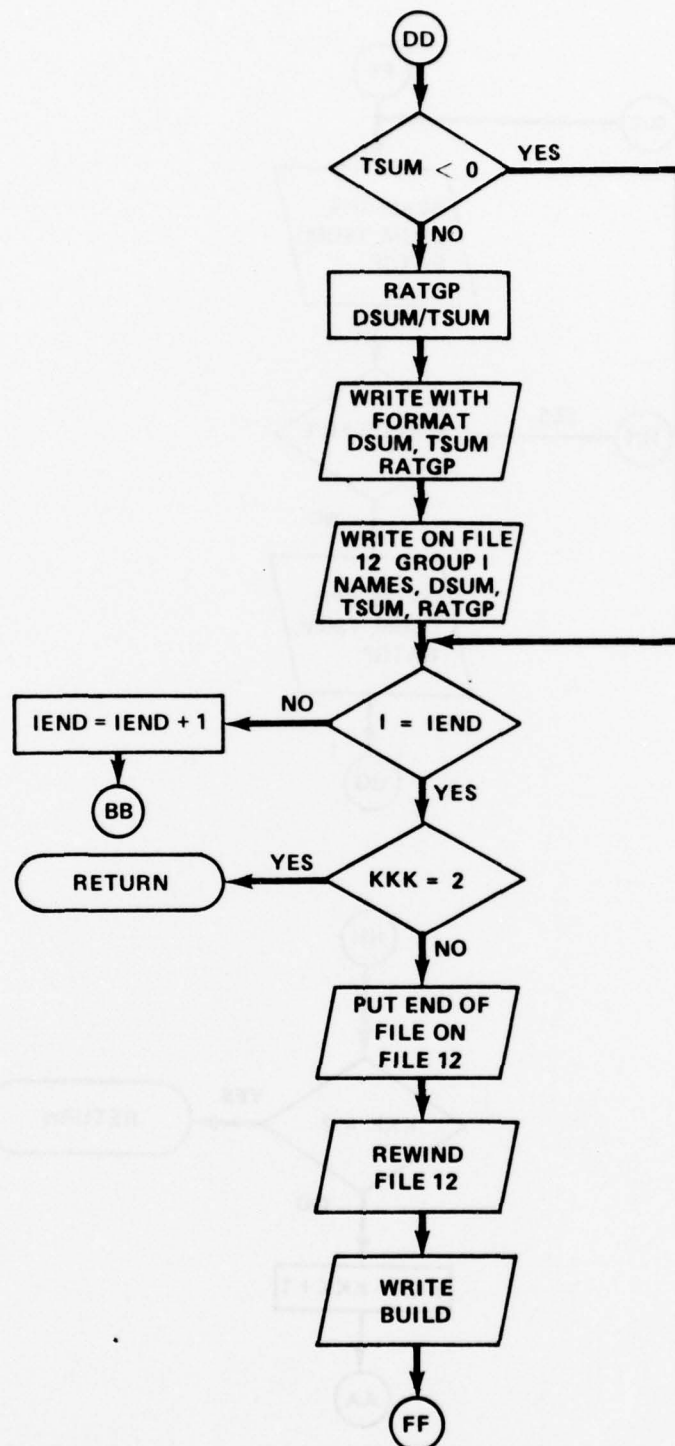 DD
TSUM < 0
YES
NO
RATGP
DSUM/TSUM
WRITE WITH
FORMAT
DSUM, TSUM
RATGP
WRITE ON FILE
12 GROUP I
NAMES, DSUM,
TSUM, RATGP
I = IEND
NO
IEND = IEND + 1
BB
YES
KKK = 2
YES
RETURN
NO
PUT END OF
FILE ON
FILE 12
REWIND
FILE 12
WRITE
BUILD
FF